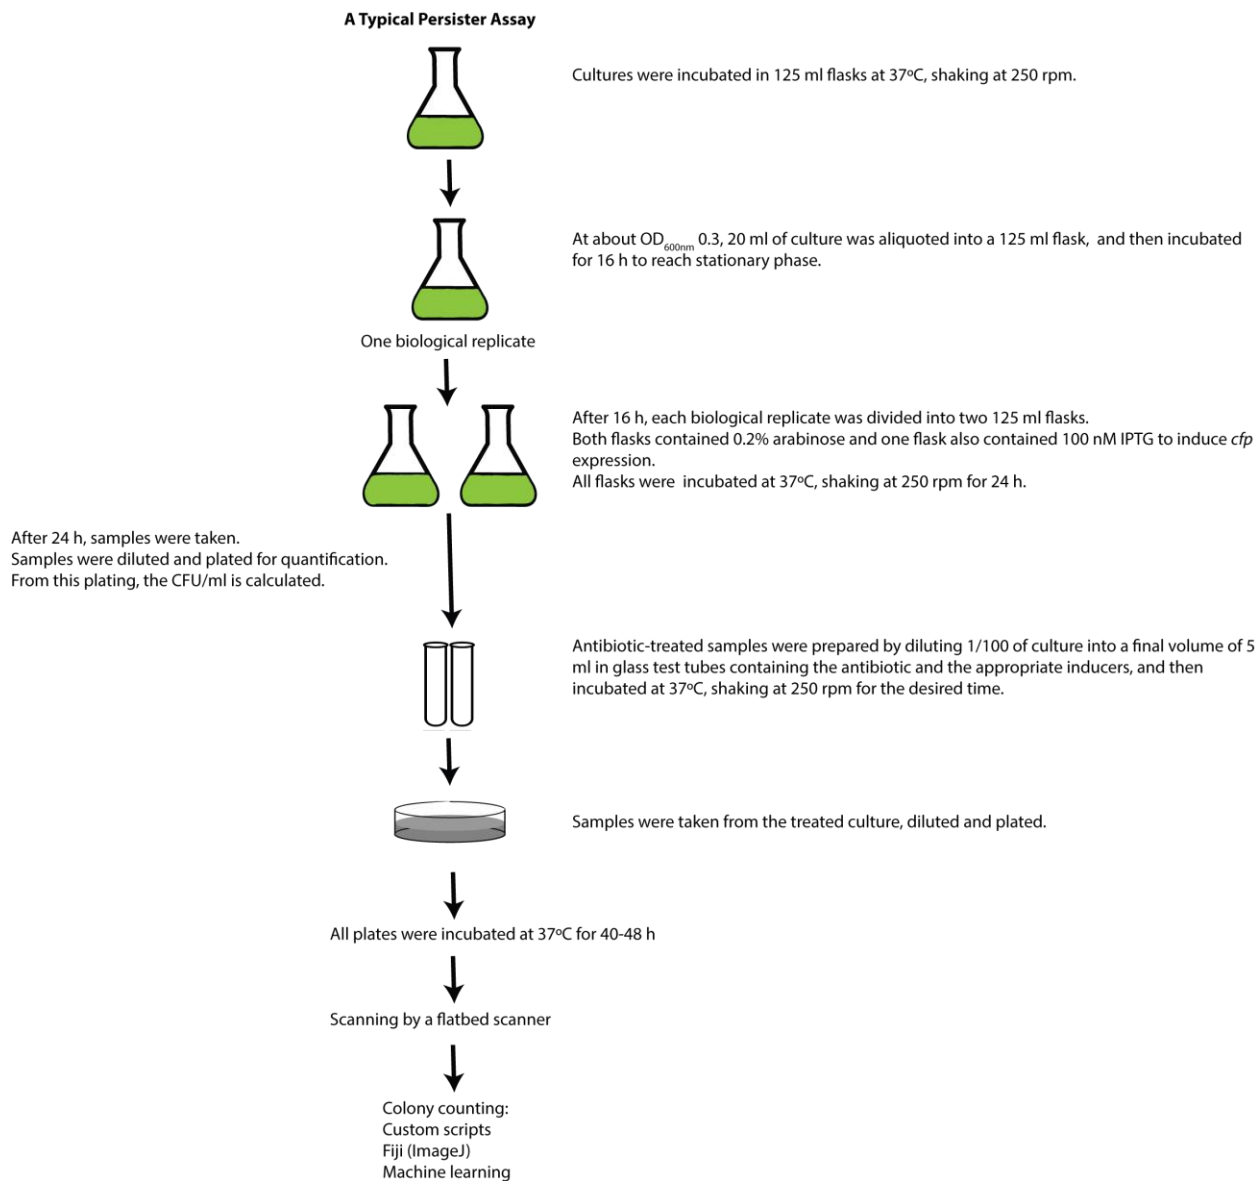 A Typical Persister Assay
Cultures were incubated in 125 ml flasks at 37ºC, shaking at 250 rpm.
At about OD600nm 0.3, 20 ml of culture was aliquoted into a 125 ml flask, and then incubated
for 16 h to reach stationary phase.
One biological replicate
After 16 h, each biological replicate was divided into two 125 ml flasks.
Both flasks contained 0.2% arabinose and one flask also contained 100 nM IPTG to induce cfp
expression.
All flasks were incubated at 37ºC, shaking at 250 rpm for 24 h.
After 24 h, samples were taken.
Samples were diluted and plated for quantification.
From this plating, the CFU/ml is calculated.
Antibiotic-treated samples were prepared by diluting 1/100 of culture into a final volume of 5
ml in glass test tubes containing the antibiotic and the appropriate inducers, and then
incubated at 37ºC, shaking at 250 rpm for the desired time.
Samples were taken from the treated culture, diluted and plated.
All plates were incubated at 37ºC for 40-48 h
Scanning by a flatbed scanner
Colony counting:
Custom scripts
Fiji (ImageJ)
Machine learning